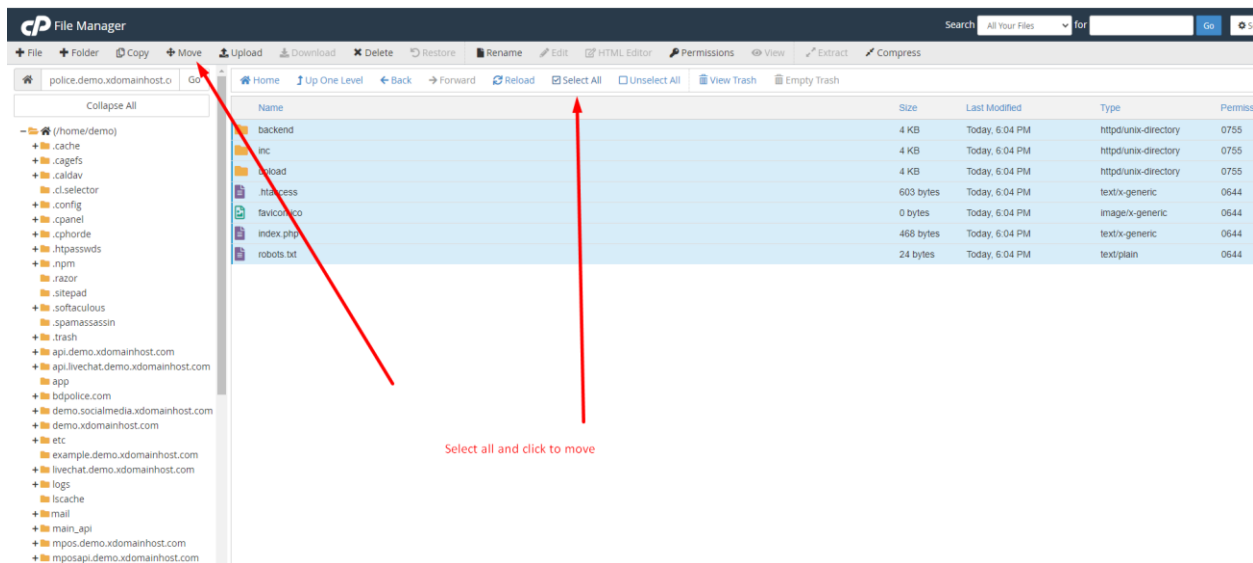 cP File Manager
Search All Your Files for Go S
File Folder Copy Move Upload Download Delete Restore Rename Edit HTML Editor Permissions View Extract Compress
police.demo.xdomainhost.c Go Home Up One Level Back Forward Reload Select All Unselect All View Trash Empty Trash
Collapse All
Name Size Last Modified Type Permiss
backend 4 KB Today, 6:04 PM httpd/unix-directory 0755
inc 4 KB Today, 6:04 PM httpd/unix-directory 0755
upload 4 KB Today, 6:04 PM httpd/unix-directory 0755
.htaccess 603 bytes Today, 6:04 PM text/x-generic 0644
favicon.ico 0 bytes Today, 6:04 PM image/x-generic 0644
index.php 468 bytes Today, 6:04 PM text/x-generic 0644
robots.txt 24 bytes Today, 6:04 PM text/plain 0644
(/home/demo)
.cache
.cagefs
.caldav
.cl.selector
.config
.cpanel
.cphorde
.htpasswds
.npm
.razor
.sitepad
.softaculous
.spamassassin
.trash
api.demo.xdomainhost.com
api.livechat.demo.xdomainhost.com
app
bdpolice.com
demo.socialmedia.xdomainhost.com
demo.xdomainhost.com
etc
example.demo.xdomainhost.com
livechat.demo.xdomainhost.com
logs
lscache
mail
main_api
mpos.demo.xdomainhost.com
mposapi.demo.xdomainhost.com
Select all and click to move